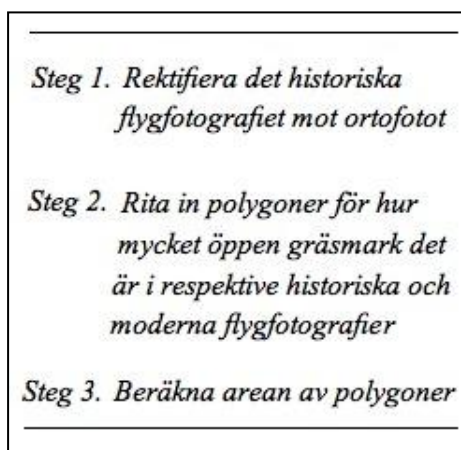 Steg 1. Rektifiera det historiska
flygfotografiet mot ortofotot
Steg 2. Rita in polygoner för hur
mycket öppen gräsmark det
är i respektive historiska och
moderna flygfotografier
Steg 3. Beräkna arean av polygoner